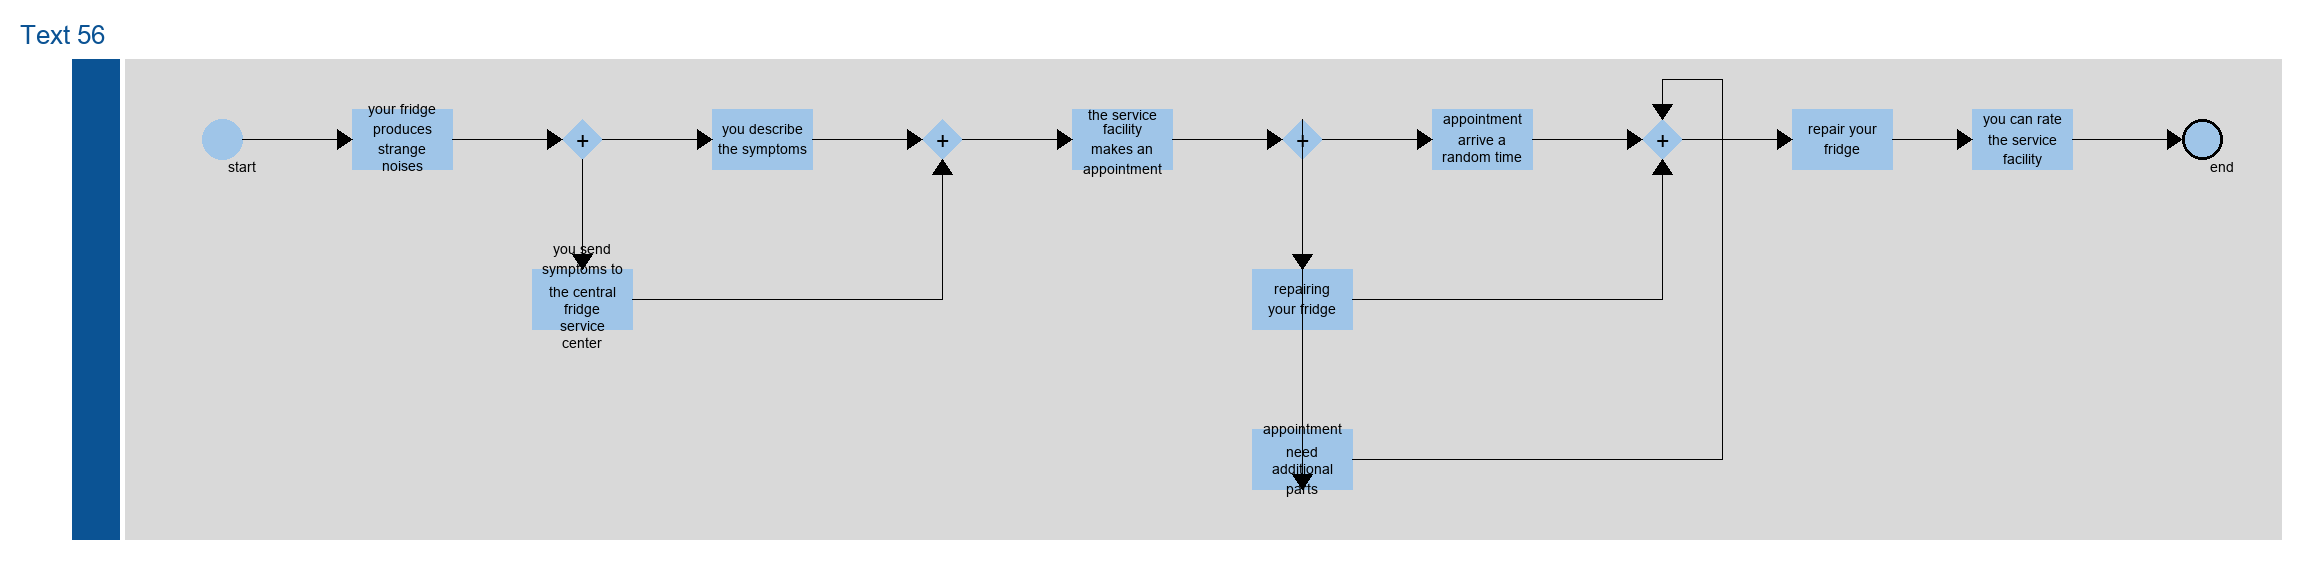 Text 56
start
your fridge
produces
strange
noises
+
you send
symptoms to
the central
fridge
service
center
you describe
the symptoms
+
the service
facility
makes an
appointment
+
repairing
your fridge
appointment
need
additional
parts
appointment
arrive a
random time
+
repair your
fridge
you can rate
the service
facility
end